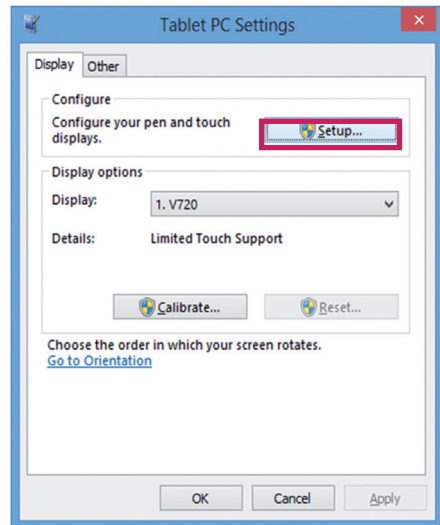 Tablet PC Settings
Display Other
Configure
Configure your pen and touch
displays.
Setup...
Display options
Display: 1. V720
Details: Limited Touch Support
Calibrate... Reset...
Choose the order in which your screen rotates.
Go to Orientation
OK Cancel Apply